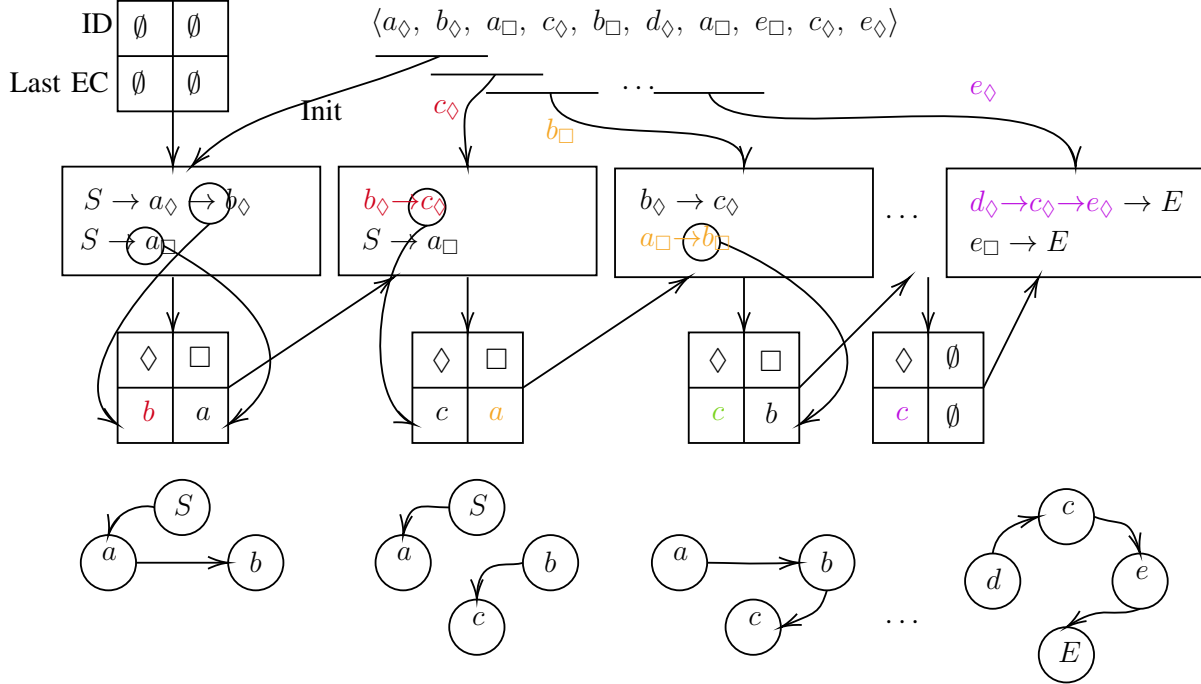 ID ∅ ∅ ⟨a◇, b◇, a□, c◇, b□, d◇, a□, e□, c◇, e◇⟩
Last EC ∅ ∅
Init c◇ b□ ... e◇
S → a◇ → b◇
S → a□
b◇→c◇
S → a□
b◇ → c◇
a□→b□
...
d◇→c◇→e◇ → E
e□ → E
◇ □
b a
◇ □
c a
◇ □
c b
◇ ∅
c ∅
S
a b
S
a b
c
a b
c
...
c
d e
E